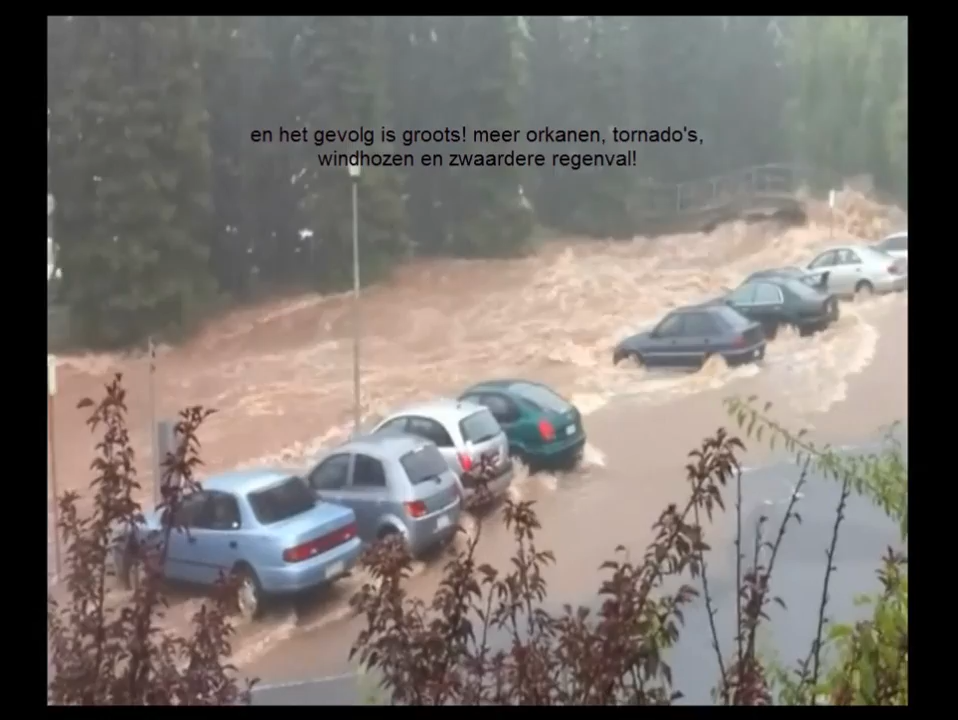 en het gevolg is groots! meer orkanen, tornado's,
windhozen en zwaardere regenval!